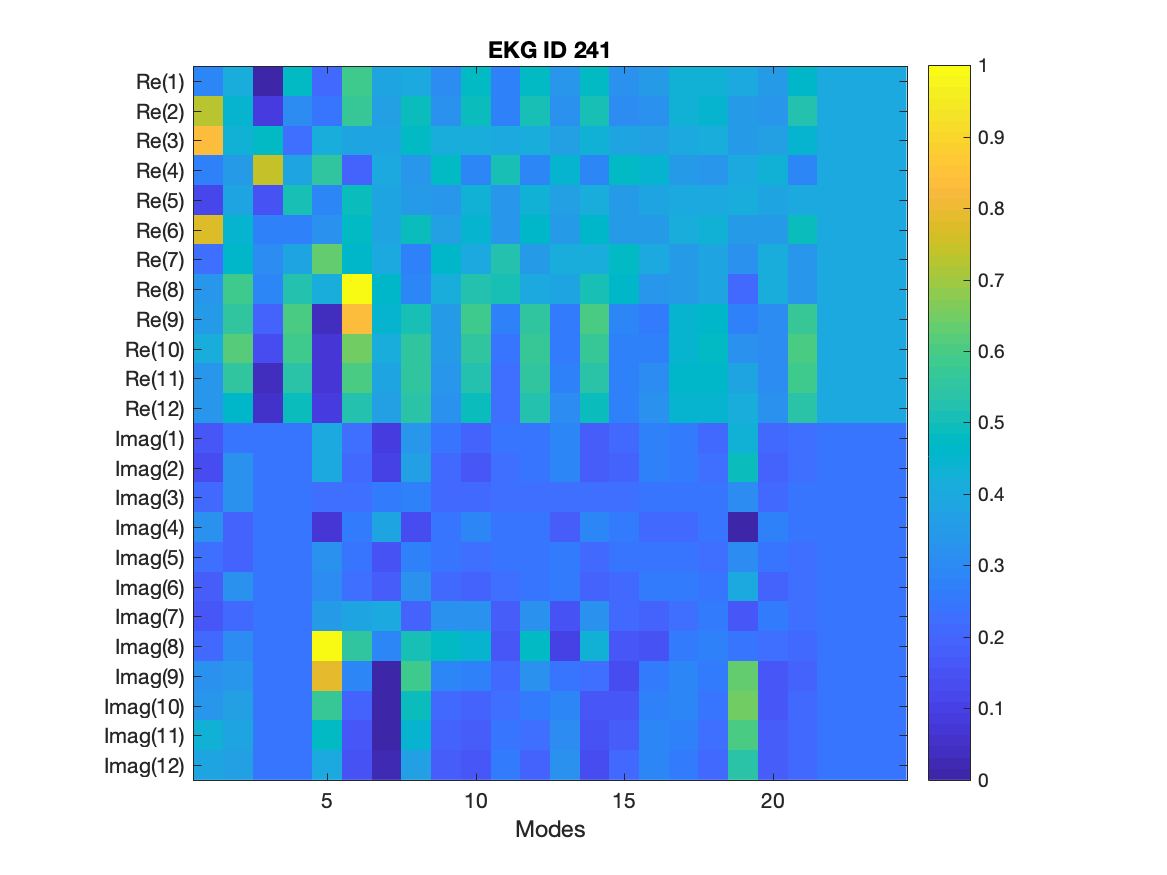 EKG ID 241
Re(1)
Re(2)
Re(3)
Re(4)
Re(5)
Re(6)
Re(7)
Re(8)
Re(9)
Re(10)
Re(11)
Re(12)
Imag(1)
Imag(2)
Imag(3)
Imag(4)
Imag(5)
Imag(6)
Imag(7)
Imag(8)
Imag(9)
Imag(10)
Imag(11)
Imag(12)
5 10 15 20
Modes
1
0.9
0.8
0.7
0.6
0.5
0.4
0.3
0.2
0.1
0